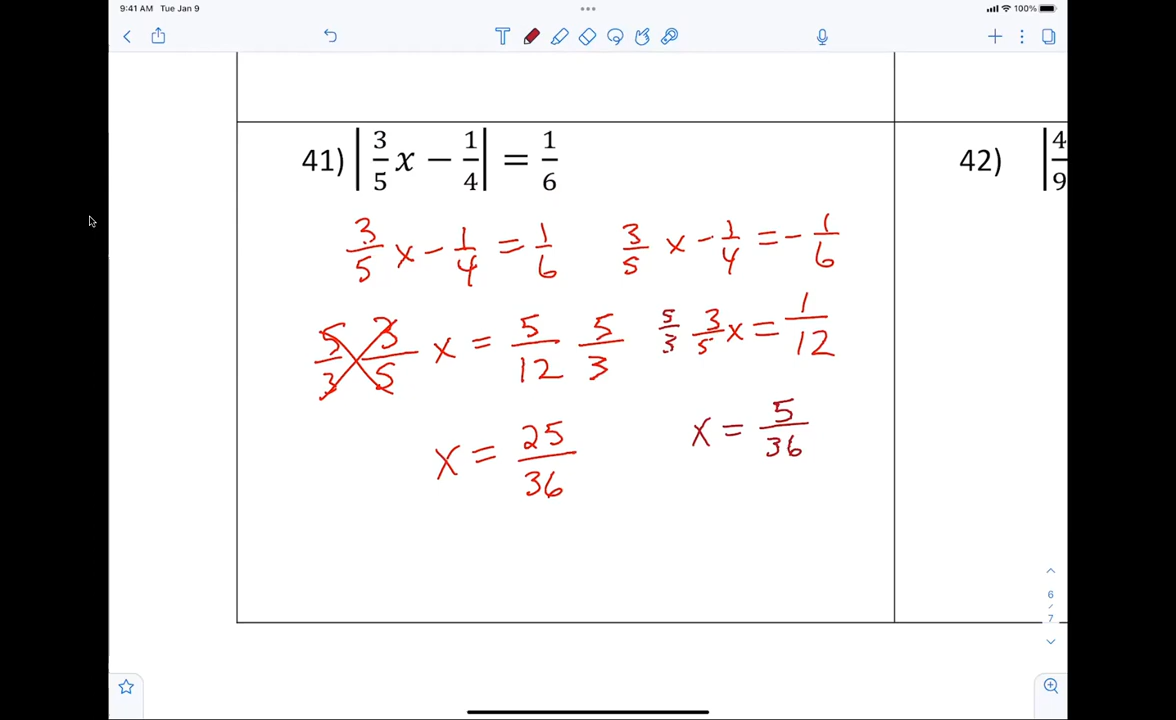 9:41 AM Tue Jan 9
100%
41) |3/5 x − 1/4| = 1/6
42) |4/9
3/5 x − 1/4 = 1/6
3/5 x − 1/4 = − 1/6
5/3 3/5 x = 5/12 5/3
5/3 3/5 x = 1/12
x = 25/36
x = 5/36
6
/
7